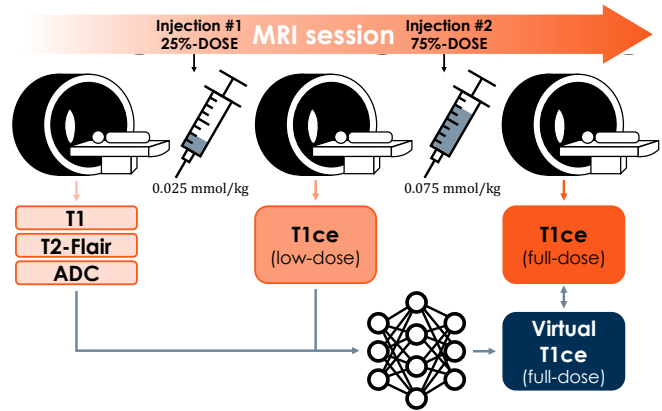 Injection #1
25%-DOSE
MRI session
Injection #2
75%-DOSE
0.025 mmol/kg
0.075 mmol/kg
T1
T2-Flair
ADC
T1ce
(low-dose)
T1ce
(full-dose)
Virtual
T1ce
(full-dose)